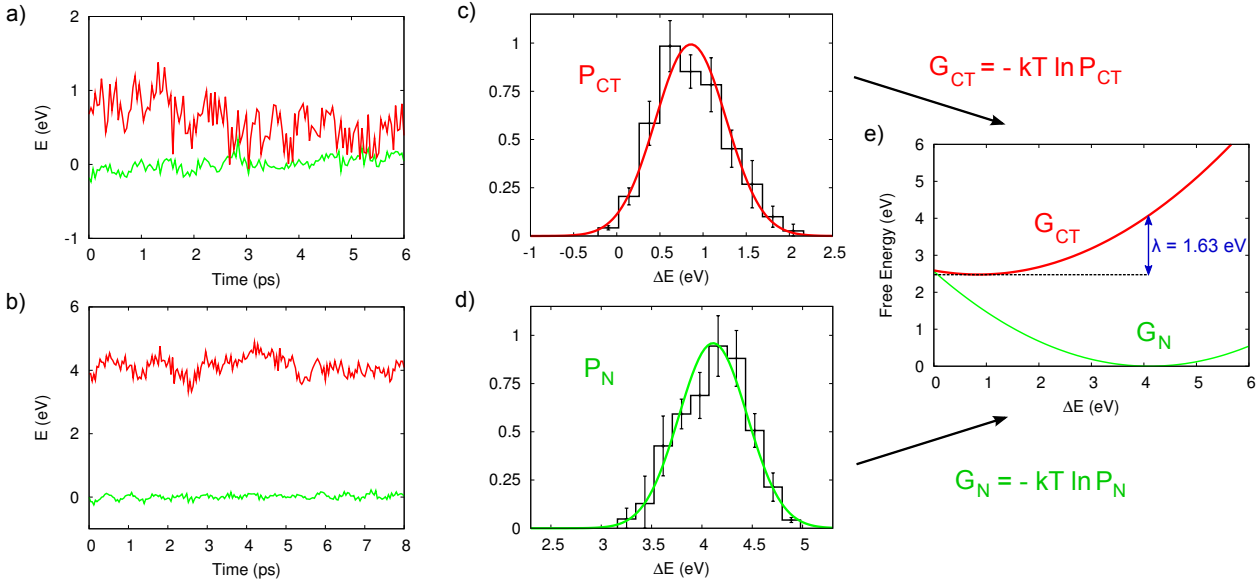 a)
E (eV)
2
1
0
-1
0 1 2 3 4 5 6
Time (ps)
b)
E (eV)
6
4
2
0
0 1 2 3 4 5 6 7 8
Time (ps)
c)
P_CT
1
0.75
0.5
0.25
0
-1 -0.5 0 0.5 1 1.5 2 2.5
ΔE (eV)
d)
P_N
1
0.75
0.5
0.25
0
2.5 3 3.5 4 4.5 5
ΔE (eV)
G_CT = - kT ln P_CT
e)
Free Energy (eV)
6
5
4
3
2
1
0
G_CT
λ = 1.63 eV
G_N
0 1 2 3 4 5 6
ΔE (eV)
G_N = - kT ln P_N